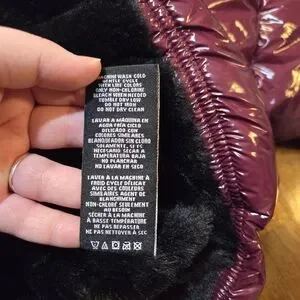 MACHINE WASH COLD
GENTLE CYCLE
WITH LIKE COLORS
ONLY NON-CHLORINE
BLEACH WHEN NEEDED
TUMBLE DRY LOW
DO NOT IRON
DO NOT DRY CLEAN
LAVAR A MÁQUINA EN
AGUA FRÍA CICLO
DELICADO CON
COLORES SIMILARES
BLANQUEADOR SIN CLORO
SOLAMENTE, SI ES
NECESARIO SECAR A
TEMPERATURA BAJA
NO PLANCHAR
NO LAVAR EN SECO
LAVER À LA MACHINE À
FROID CYCLE DÉLICAT
AVEC DES COULEURS
SIMILAIRES AGENT DE
BLANCHIMENT
NON-CHLORÉ SEULEMENT
AU BESOIN
SÉCHER À LA MACHINE
À BASSE TEMPÉRATURE
NE PAS REPASSER
NE PAS NETTOYER À SEC